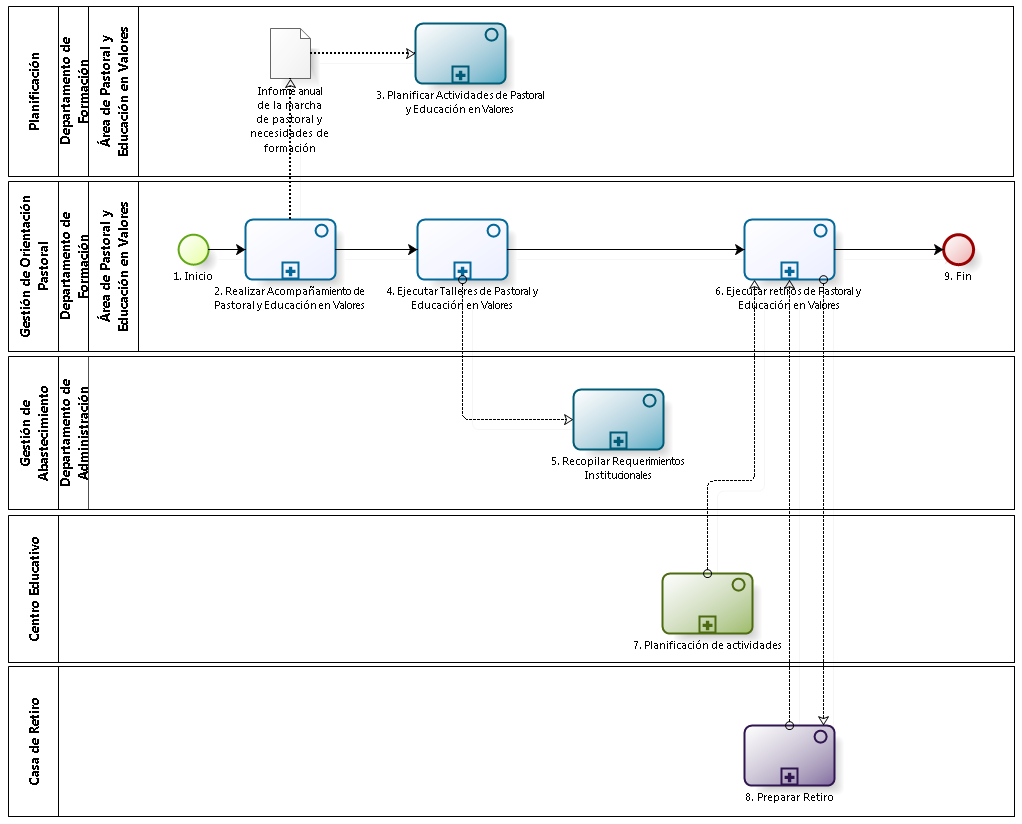 Planificación
Departamento de
Formación
Área de Pastoral y
Educación en Valores
Informe anual
de la marcha
de pastoral y
necesidades de
formación
3. Planificar Actividades de Pastoral
y Educación en Valores
Gestión de Orientación
Pastoral
Departamento de
Formación
Área de Pastoral y
Educación en Valores
1. Inicio
2. Realizar Acompañamiento de
Pastoral y Educación en Valores
4. Ejecutar Talleres de Pastoral y
Educación en Valores
6. Ejecutar retiros de Pastoral y
Educación en Valores
9. Fin
Gestión de
Abastecimiento
Departamento de
Administración
5. Recopilar Requerimientos
Institucionales
Centro Educativo
7. Planificación de actividades
Casa de Retiro
8. Preparar Retiro